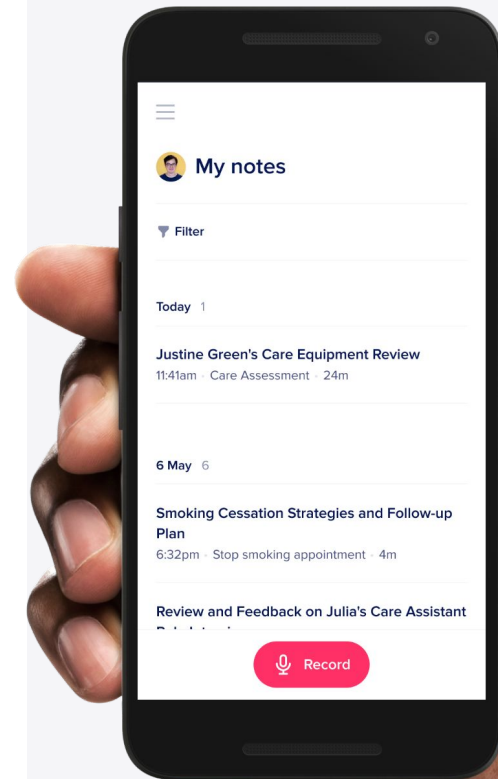 My notes
Filter
Today 1
Justine Green's Care Equipment Review
11:41am · Care Assessment · 24m
6 May 6
Smoking Cessation Strategies and Follow-up
Plan
6:32pm · Stop smoking appointment · 4m
Review and Feedback on Julia's Care Assistant
Record